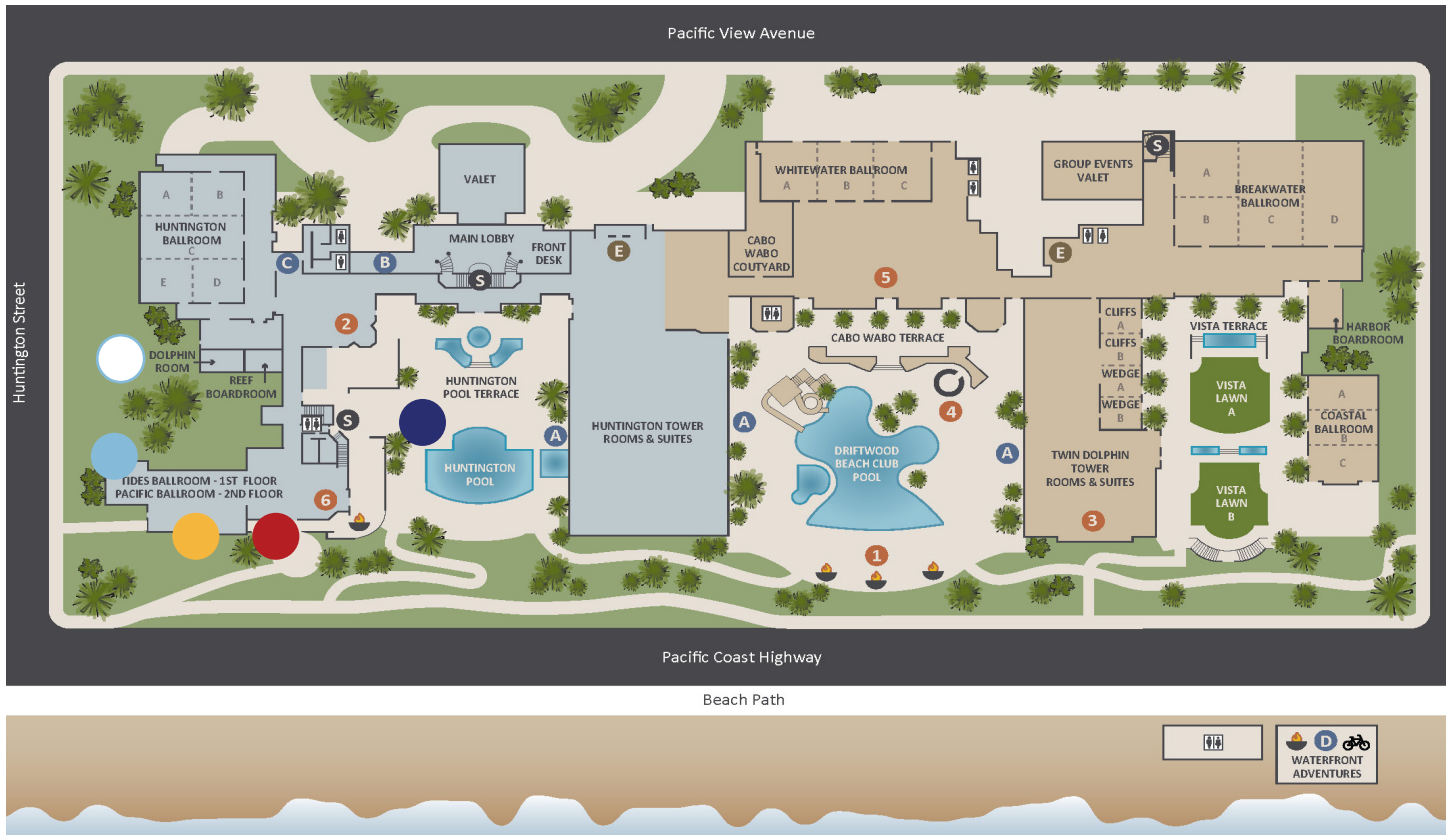 Pacific View Avenue
Huntington Street
VALET
A
B
HUNTINGTON
BALLROOM
C
E
D
MAIN LOBBY
FRONT
DESK
C
B
S
E
WHITEWATER BALLROOM
A
B
C
CABO
WABO
COUTYARD
5
GROUP EVENTS
VALET
S
E
A
BREAKWATER
BALLROOM
B
C
D
2
DOLPHIN
ROOM
REEF
BOARDROOM
S
HUNTINGTON
POOL TERRACE
A
HUNTINGTON
POOL
TIDES BALLROOM - 1ST FLOOR
PACIFIC BALLROOM - 2ND FLOOR
6
HUNTINGTON TOWER
ROOMS & SUITES
A
CABO WABO TERRACE
4
DRIFTWOOD
BEACH CLUB
POOL
1
A
CLIFFS
A
CLIFFS
B
WEDGE
A
WEDGE
B
TWIN DOLPHIN
TOWER
ROOMS & SUITES
3
VISTA TERRACE
VISTA
LAWN
A
VISTA
LAWN
B
HARBOR
BOARDROOM
A
COASTAL
BALLROOM
B
C
Pacific Coast Highway
Beach Path
D
WATERFRONT
ADVENTURES